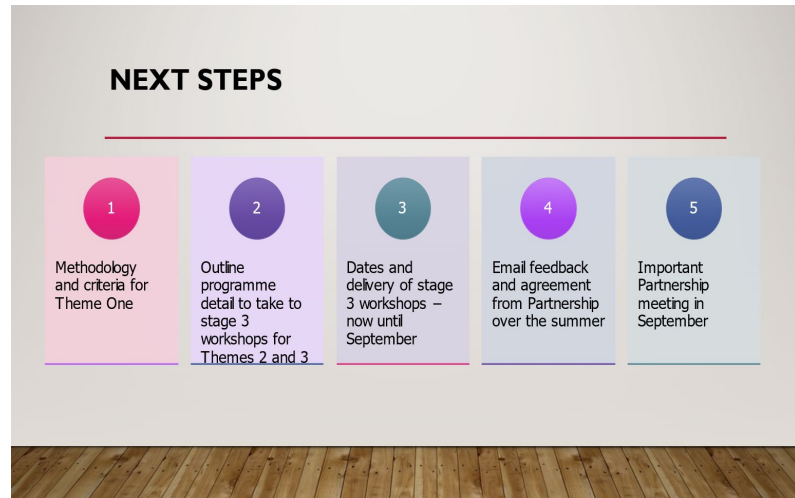 NEXT STEPS
1
Methodology
and criteria for
Theme One
2
Outline
programme
detail to take to
stage 3
workshops for
Themes 2 and 3
3
Dates and
delivery of stage
3 workshops –
now until
September
4
Email feedback
and agreement
from Partnership
over the summer
5
Important
Partnership
meeting in
September